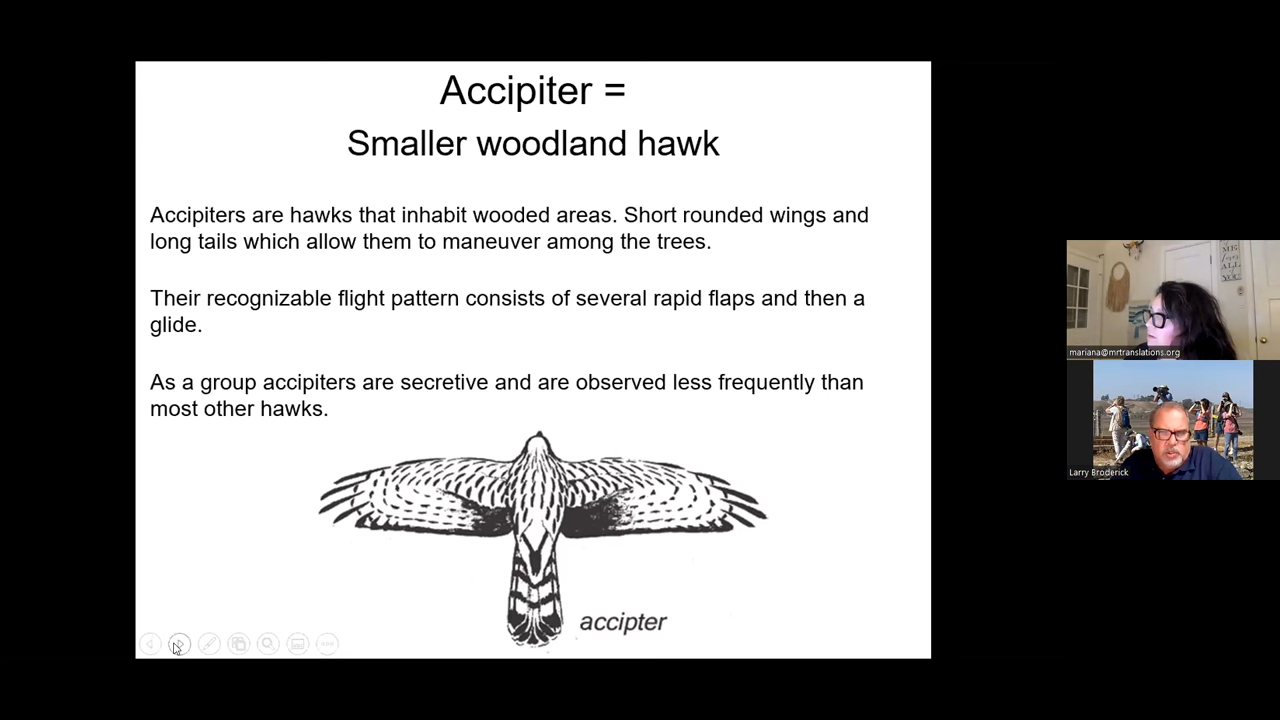 Accipiter =
Smaller woodland hawk
Accipiters are hawks that inhabit wooded areas. Short rounded wings and
long tails which allow them to maneuver among the trees.
Their recognizable flight pattern consists of several rapid flaps and then a
glide.
As a group accipiters are secretive and are observed less frequently than
most other hawks.
accipter
ME
ALL
YOU
mariana@mrtranslations.org
Larry Broderick